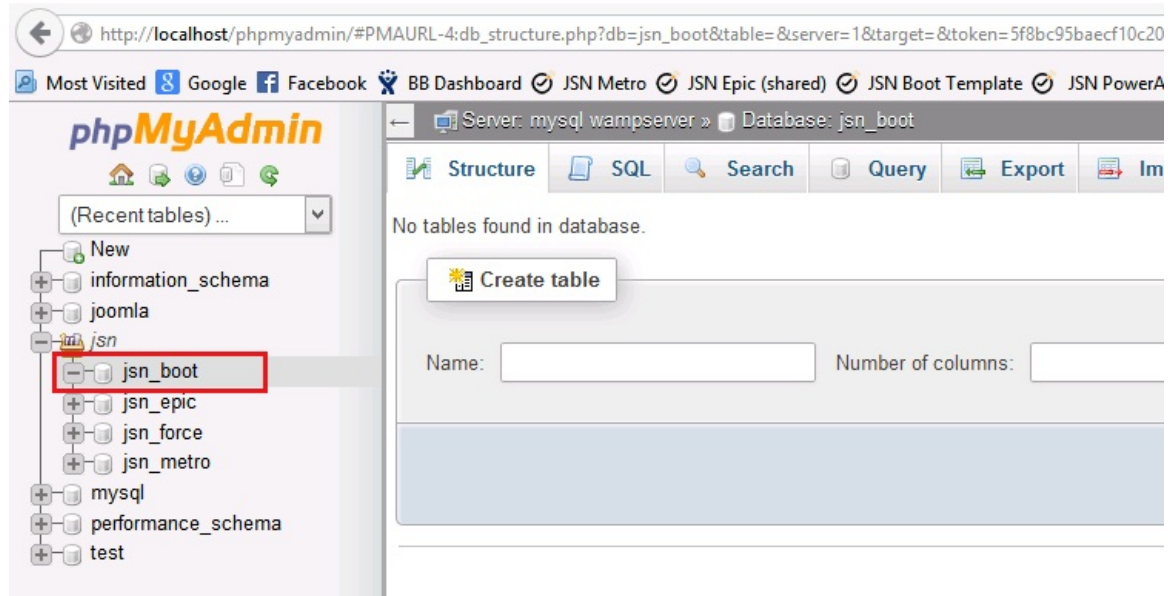 http://localhost/phpmyadmin/#PMAURL-4:db_structure.php?db=jsn_boot&table=&server=1&target=&token=5f8bc95baecf10c20
Most Visited Google Facebook BB Dashboard JSN Metro JSN Epic (shared) JSN Boot Template JSN PowerA
phpMyAdmin
(Recent tables) ...
New
information_schema
joomla
jsn
jsn_boot
jsn_epic
jsn_force
jsn_metro
mysql
performance_schema
test
Server: mysql wampserver » Database: jsn_boot
Structure SQL Search Query Export Im
No tables found in database.
Create table
Name: Number of columns: